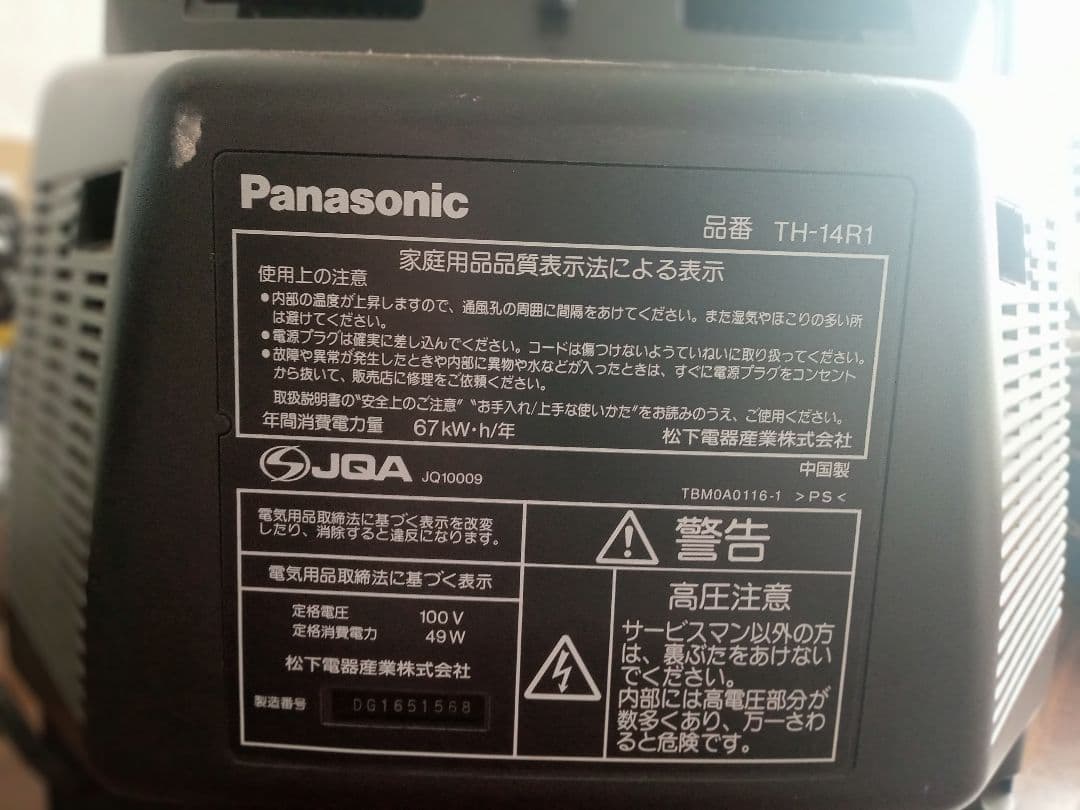 Panasonic
品番 TH-14R1
家庭用品品質表示法による表示
使用上の注意
●内部の温度が上昇しますので、通風孔の周囲に間隔をあけてください。また湿気やほこりの多い所
は避けてください。
●電源プラグは確実に差し込んでください。コードは傷つけないようていねいに取り扱ってください。
●故障や異常が発生したときや内部に異物や水などが入ったときは、すぐに電源プラグをコンセント
から抜いて、販売店に修理をご依頼ください。
取扱説明書の"安全上のご注意" "お手入れ/上手な使いかた"をお読みのうえ、ご使用ください。
年間消費電力量 67kW·h/年 松下電器産業株式会社
JQA JQ10009
中国製
TBM0A0116-1 >PS<
電気用品取締法に基づく表示を改変
したり、消除すると違反になります。
電気用品取締法に基づく表示
定格電圧 100V
定格消費電力 49W
松下電器産業株式会社
製造番号 DG1651568
警告
高圧注意
サービスマン以外の方
は、裏ぶたをあけない
でください。
内部には高電圧部分が
数多くあり、万一さわ
ると危険です。